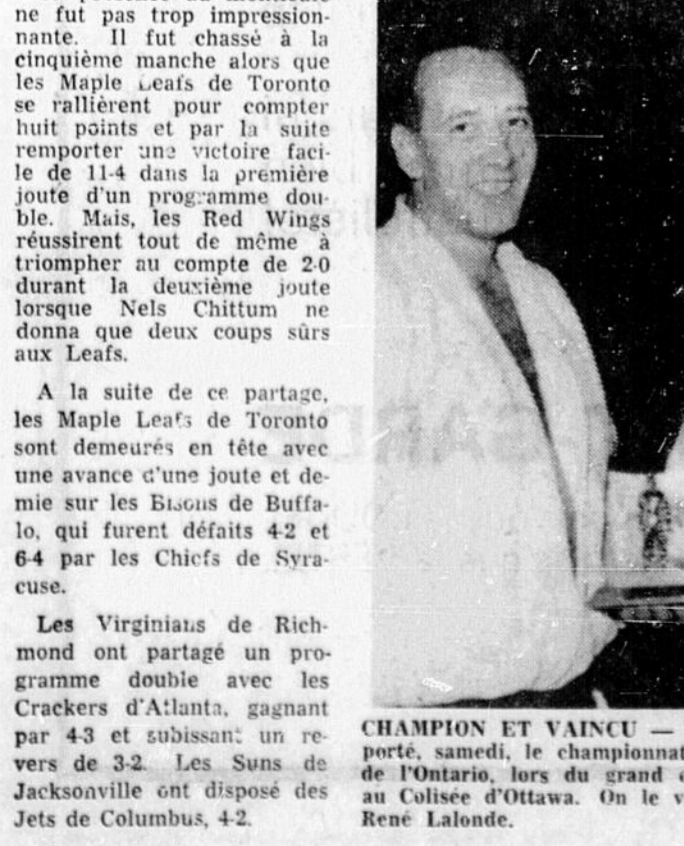 ne fut pas trop impression-
nante. Il fut chassé à la
cinquième manche alors que
les Maple Leafs de Toronto
se rallièrent pour compter
huit points et par la suite
remporter une victoire faci-
le de 11-4 dans la première
joute d'un programme dou-
ble. Mais, les Red Wings
réussirent tout de même à
triompher au compte de 2-0
durant la deuxième joute
lorsque Nels Chittum ne
donna que deux coups sûrs
aux Leafs.
A la suite de ce partage,
les Maple Leafs de Toronto
sont demeurés en tête avec
une avance d'une joute et de-
mie sur les Bisons de Buffa-
lo, qui furent défaits 4-2 et
6-4 par les Chiefs de Syra-
cuse.
Les Virginians de Rich-
mond ont partagé un pro-
gramme double avec les
Crackers d'Atlanta, gagnant
par 4-3 et subissant un re-
vers de 3-2. Les Suns de
Jacksonville ont disposé des
Jets de Columbus, 4-2.
CHAMPION ET VAINCU —
porté, samedi, le championnat
de l'Ontario, lors du grand
au Colisée d'Ottawa. On le v
René Lalonde.